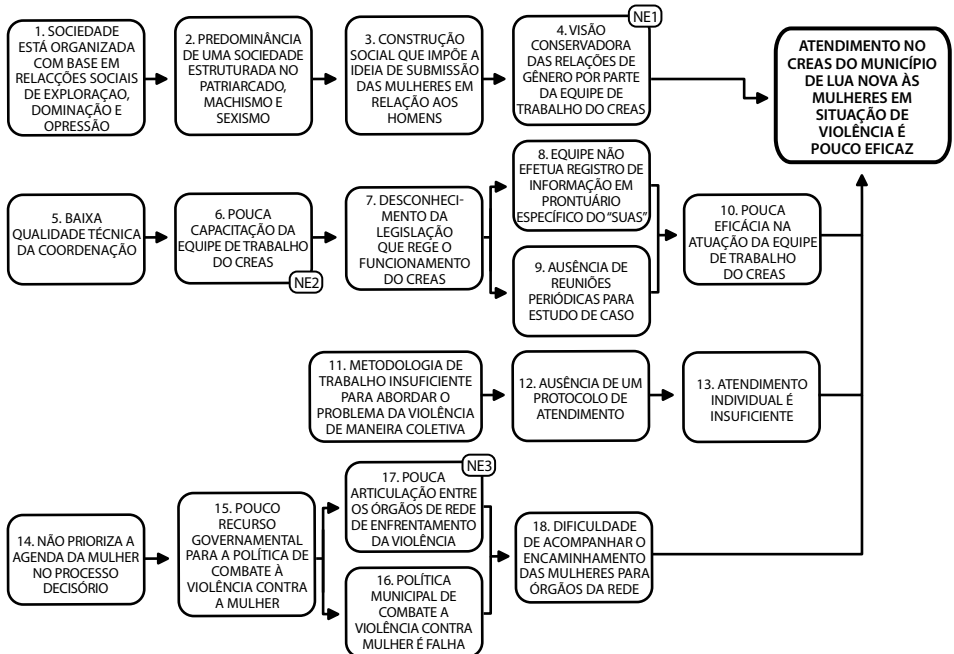 1. SOCIEDADE
ESTÁ ORGANIZADA
COM BASE EM
RELACÇÕES SOCIAIS
DE EXPLORAÇAO,
DOMINAÇÃO E
OPRESSÃO
2. PREDOMINÂNCIA
DE UMA SOCIEDADE
ESTRUTURADA NO
PATRIARCADO,
MACHISMO E
SEXISMO
3. CONSTRUÇÃO
SOCIAL QUE IMPÕE A
IDEIA DE SUBMISSÃO
DAS MULHERES EM
RELAÇÃO AOS
HOMENS
NE1
4. VISÃO
CONSERVADORA
DAS RELAÇÕES DE
GÊNERO POR PARTE
DA EQUIPE DE
TRABALHO DO CREAS
ATENDIMENTO NO
CREAS DO MUNICÍPIO
DE LUA NOVA ÀS
MULHERES EM
SITUAÇÃO DE
VIOLÊNCIA É
POUCO EFICAZ
5. BAIXA
QUALIDADE TÉCNICA
DA COORDENAÇÃO
6. POUCA
CAPACITAÇÃO DA
EQUIPE DE TRABALHO
DO CREAS
NE2
7. DESCONHECI-
MENTO DA
LEGISLAÇÃO
QUE REGE O
FUNCIONAMENTO
DO CREAS
8. EQUIPE NÃO
EFETUA REGISTRO DE
INFORMAÇÃO EM
PRONTUÁRIO
ESPECÍFICO DO “SUAS”
9. AUSÊNCIA DE
REUNIÕES
PERIÓDICAS PARA
ESTUDO DE CASO
10. POUCA
EFICÁCIA NA
ATUAÇÃO DA EQUIPE
DE TRABALHO
DO CREAS
11. METODOLOGIA DE
TRABALHO INSUFICIENTE
PARA ABORDAR O
PROBLEMA DA VIOLÊNCIA
DE MANEIRA COLETIVA
12. AUSÊNCIA DE UM
PROTOCOLO DE
ATENDIMENTO
13. ATENDIMENTO
INDIVIDUAL É
INSUFICIENTE
14. NÃO PRIORIZA A
AGENDA DA MULHER
NO PROCESSO
DECISÓRIO
15. POUCO
RECURSO
GOVERNAMENTAL
PARA A POLÍTICA DE
COMBATE À
VIOLÊNCIA CONTRA
A MULHER
NE3
17. POUCA
ARTICULAÇÃO ENTRE
OS ÓRGÃOS DE REDE
DE ENFRENTAMENTO
DA VIOLÊNCIA
16. POLÍTICA
MUNICIPAL DE
COMBATE A
VIOLÊNCIA CONTRA
MULHER É FALHA
18. DIFICULDADE
DE ACOMPANHAR O
ENCAMINHAMENTO
DAS MULHERES PARA
ÓRGÃOS DA REDE